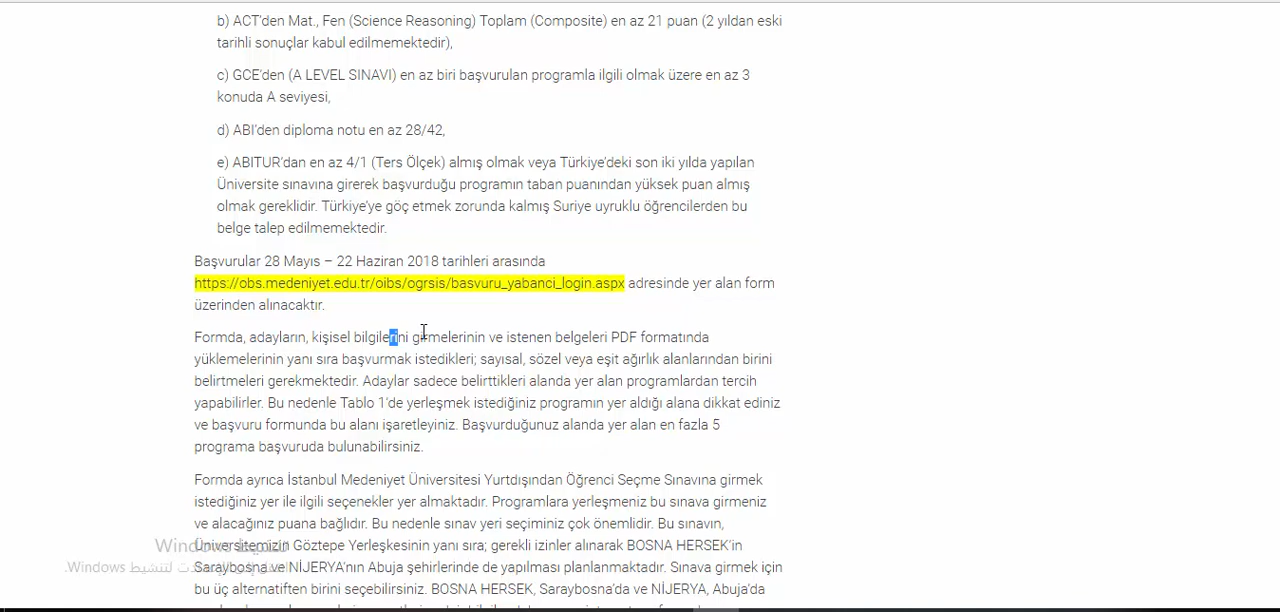 b) ACT'den Mat., Fen (Science Reasoning) Toplam (Composite) en az 21 puan (2 yıldan eski
tarihli sonuçlar kabul edilmemektedir),
c) GCE'den (A LEVEL SINAVI) en az biri başvurulan programla ilgili olmak üzere en az 3
konuda A seviyesi,
d) ABI'den diploma notu en az 28/42,
e) ABITUR'dan en az 4/1 (Ters Ölçek) almış olmak veya Türkiye'deki son iki yılda yapılan
Üniversite sınavına girerek başvurduğu programın taban puanından yüksek puan almış
olmak gereklidir. Türkiye'ye göç etmek zorunda kalmış Suriye uyruklu öğrencilerden bu
belge talep edilmemektedir.
Başvurular 28 Mayıs – 22 Haziran 2018 tarihleri arasında
https://obs.medeniyet.edu.tr/oibs/ogrsis/basvuru_yabanci_login.aspx adresinde yer alan form
üzerinden alınacaktır.
Formda, adayların, kişisel bilgilerini girmelerinin ve istenen belgeleri PDF formatında
yüklemelerinin yanı sıra başvurmak istedikleri; sayısal, sözel veya eşit ağırlık alanlarından birini
belirtmeleri gerekmektedir. Adaylar sadece belirttikleri alanda yer alan programlardan tercih
yapabilirler. Bu nedenle Tablo 1'de yerleşmek istediğiniz programın yer aldığı alana dikkat ediniz
ve başvuru formunda bu alanı işaretleyiniz. Başvurduğunuz alanda yer alan en fazla 5
programa başvuruda bulunabilirsiniz.
Formda ayrıca İstanbul Medeniyet Üniversitesi Yurtdışından Öğrenci Seçme Sınavına girmek
istediğiniz yer ile ilgili seçenekler yer almaktadır. Programlara yerleşmeniz bu sınava girmeniz
ve alacağınız puana bağlıdır. Bu nedenle sınav yeri seçiminiz çok önemlidir. Bu sınavın,
تنشيط Windows
Üniversitemizin Göztepe Yerleşkesinin yanı sıra; gerekli izinler alınarak BOSNA HERSEK'in
لتنشيط Windows.
Saraybosna ve NİJERYA'nın Abuja şehirlerinde de yapılması planlanmaktadır. Sınava girmek için
bu üç alternatiften birini seçebilirsiniz. BOSNA HERSEK, Saraybosna'da ve NİJERYA, Abuja'da